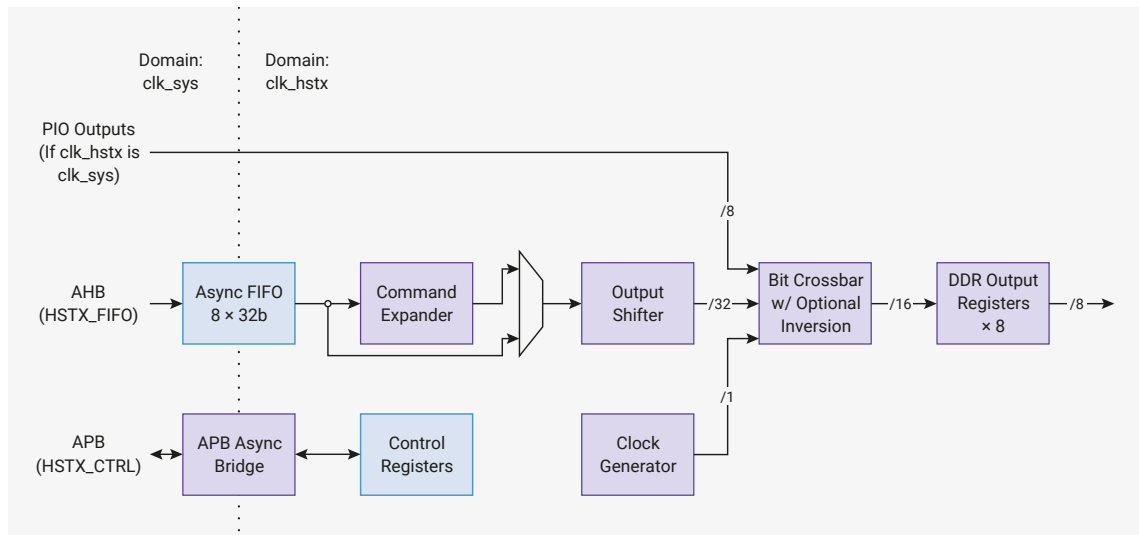 Domain:
clk_sys
Domain:
clk_hstx
PIO Outputs
(If clk_hstx is
clk_sys)
/8
AHB
(HSTX_FIFO)
Async FIFO
8 × 32b
Command
Expander
Output
Shifter
/32
Bit Crossbar
w/ Optional
Inversion
/16
DDR Output
Registers
× 8
/8
/1
APB
(HSTX_CTRL)
APB Async
Bridge
Control
Registers
Clock
Generator